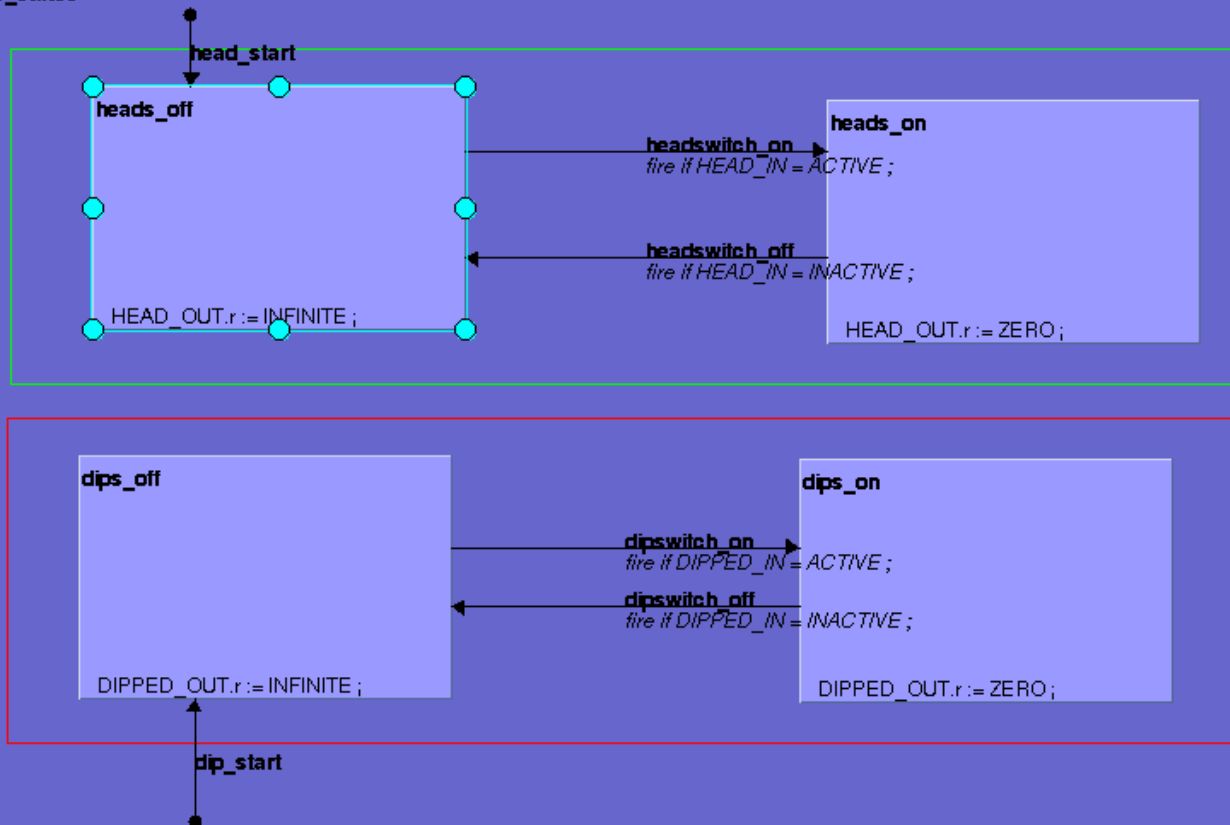 head_start
heads_off
heads_on
headswitch_on
fire if HEAD_IN = ACTIVE ;
headswitch_off
fire if HEAD_IN = INACTIVE ;
HEAD_OUT.r := INFINITE ;
HEAD_OUT.r := ZERO ;
dips_off
dips_on
dipswitch_on
fire if DIPPED_IN = ACTIVE ;
dipswitch_off
fire if DIPPED_IN = INACTIVE ;
DIPPED_OUT.r := INFINITE ;
DIPPED_OUT.r := ZERO ;
dip_start